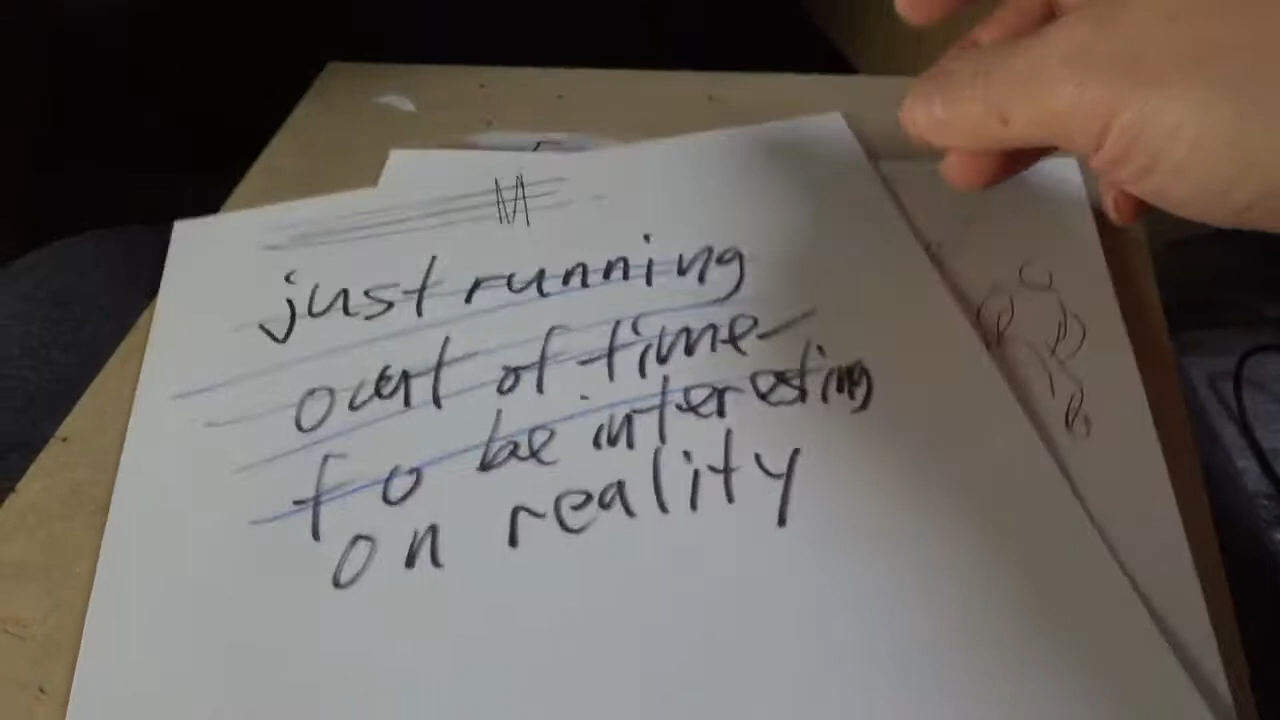 M
just running
out of time
to be interesting
on reality